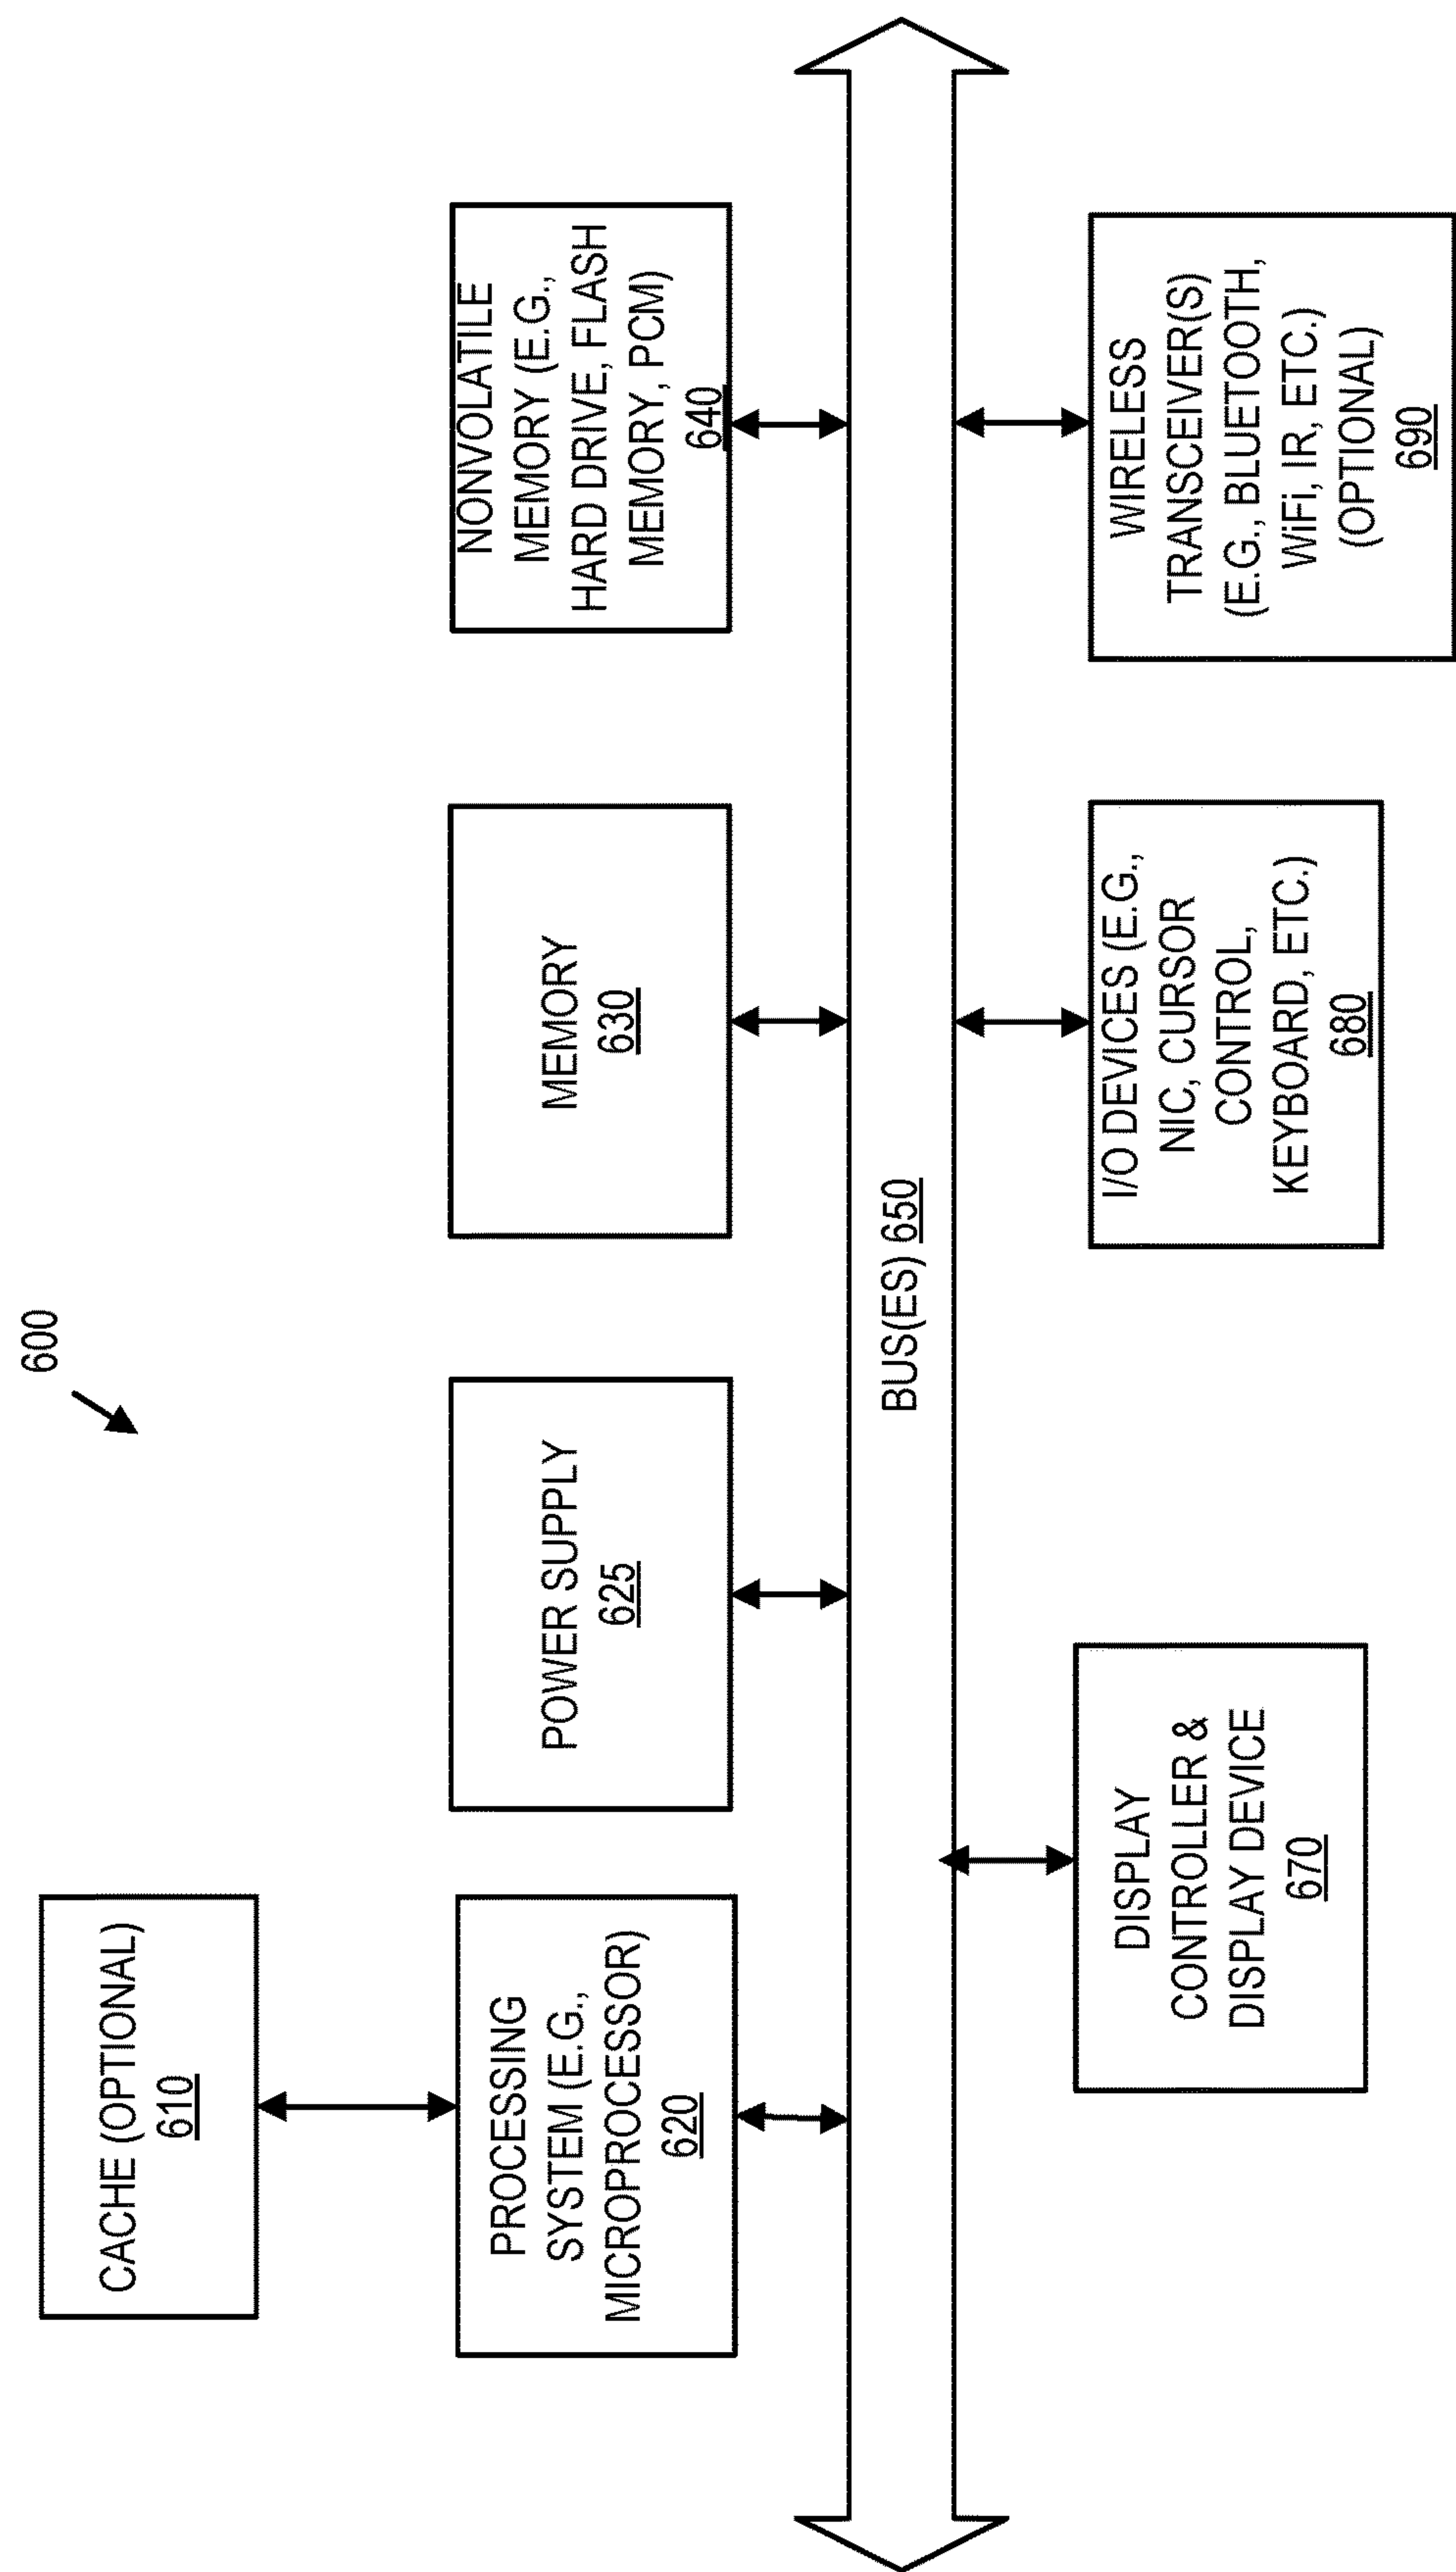 600
CACHE (OPTIONAL)
610
PROCESSING
SYSTEM (E.G.,
MICROPROCESSOR)
620
POWER SUPPLY
625
MEMORY
630
NONVOLATILE
MEMORY (E.G.,
HARD DRIVE, FLASH
MEMORY, PCM)
640
BUS(ES) 650
DISPLAY
CONTROLLER &
DISPLAY DEVICE
670
I/O DEVICES (E.G.,
NIC, CURSOR
CONTROL,
KEYBOARD, ETC.)
680
WIRELESS
TRANSCEIVER(S)
(E.G., BLUETOOTH,
WiFi, IR, ETC.)
(OPTIONAL)
690